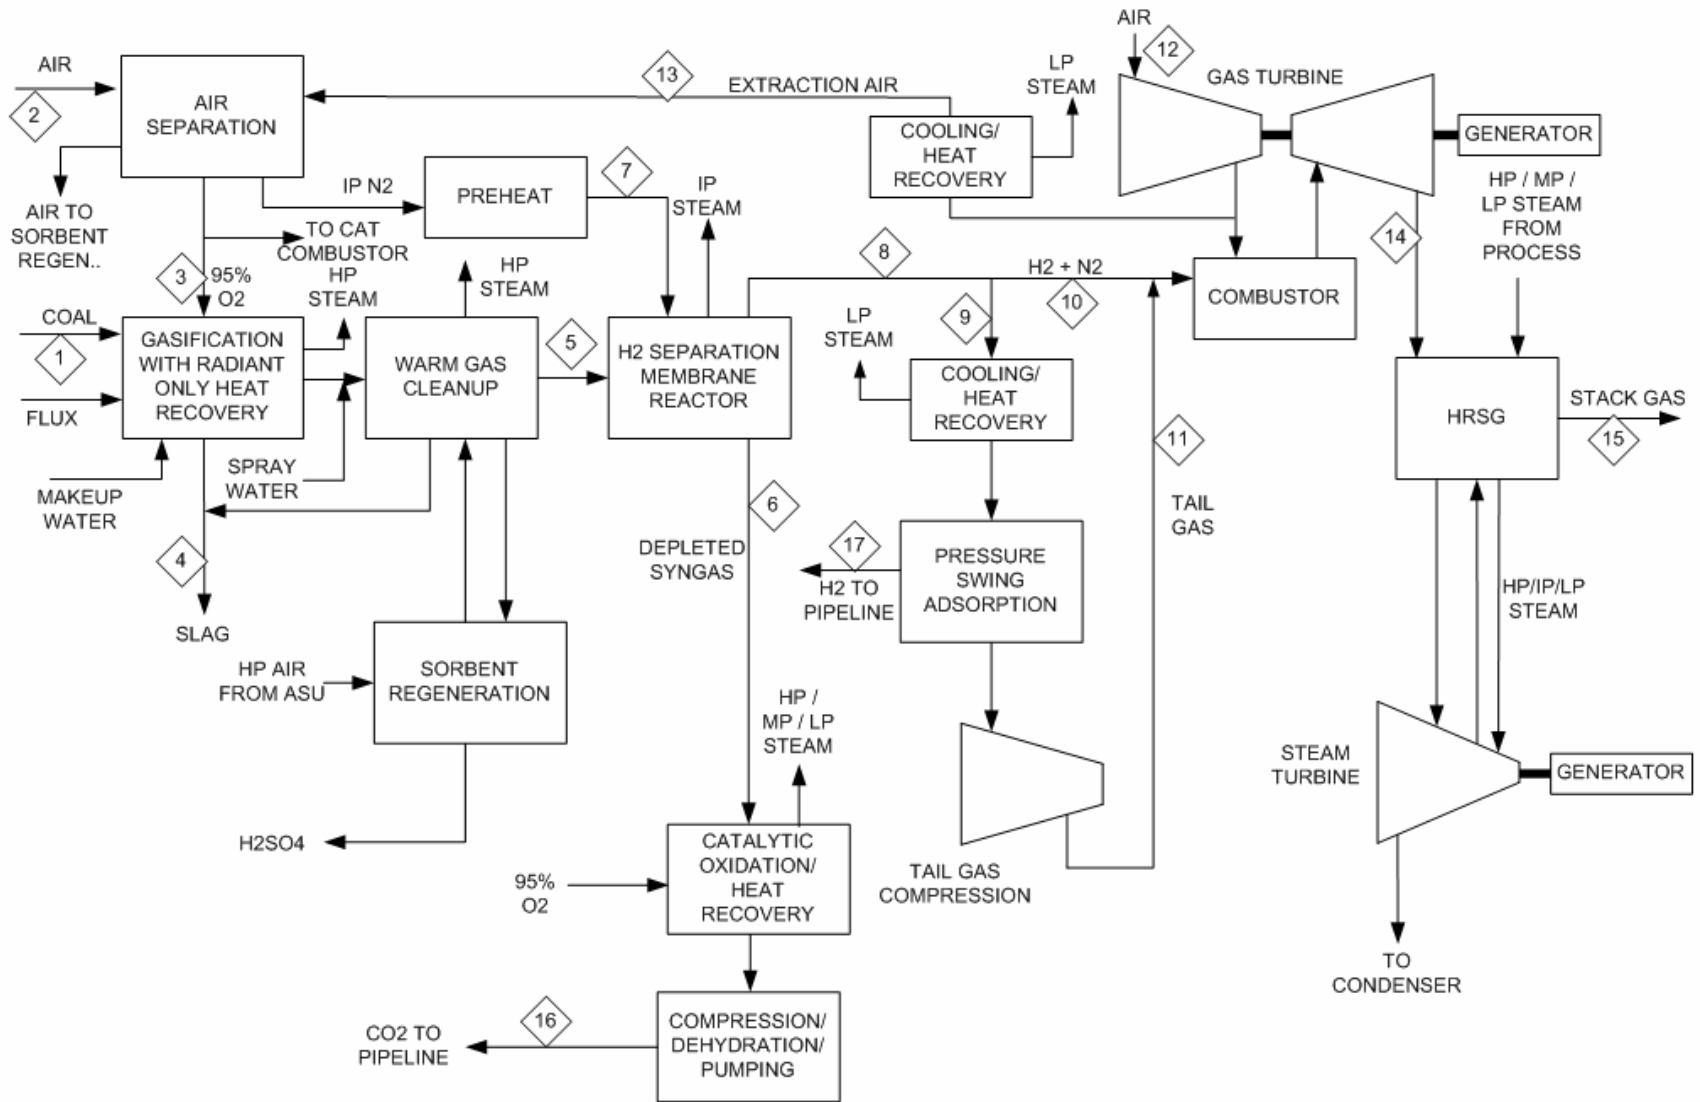 AIR
12
LP
STEAM
GAS TURBINE
13
EXTRACTION AIR
AIR
2
AIR
SEPARATION
COOLING/
HEAT
RECOVERY
GENERATOR
IP N2
PREHEAT
7
IP
STEAM
HP / MP /
LP STEAM
FROM
PROCESS
AIR TO
SORBENT
REGEN..
TO CAT
COMBUSTOR
3
95%
O2
HP
STEAM
HP
STEAM
8
H2 + N2
10
14
COMBUSTOR
COAL
1
FLUX
GASIFICATION
WITH RADIANT
ONLY HEAT
RECOVERY
WARM GAS
CLEANUP
5
H2 SEPARATION
MEMBRANE
REACTOR
LP
STEAM
9
COOLING/
HEAT
RECOVERY
11
HRSG
STACK GAS
15
MAKEUP
WATER
SPRAY
WATER
4
SLAG
6
DEPLETED
SYNGAS
TAIL
GAS
17
H2 TO
PIPELINE
PRESSURE
SWING
ADSORPTION
HP/IP/LP
STEAM
HP AIR
FROM ASU
SORBENT
REGENERATION
HP /
MP / LP
STEAM
STEAM
TURBINE
GENERATOR
H2SO4
95%
O2
CATALYTIC
OXIDATION/
HEAT
RECOVERY
TAIL GAS
COMPRESSION
TO
CONDENSER
CO2 TO
PIPELINE
16
COMPRESSION/
DEHYDRATION/
PUMPING